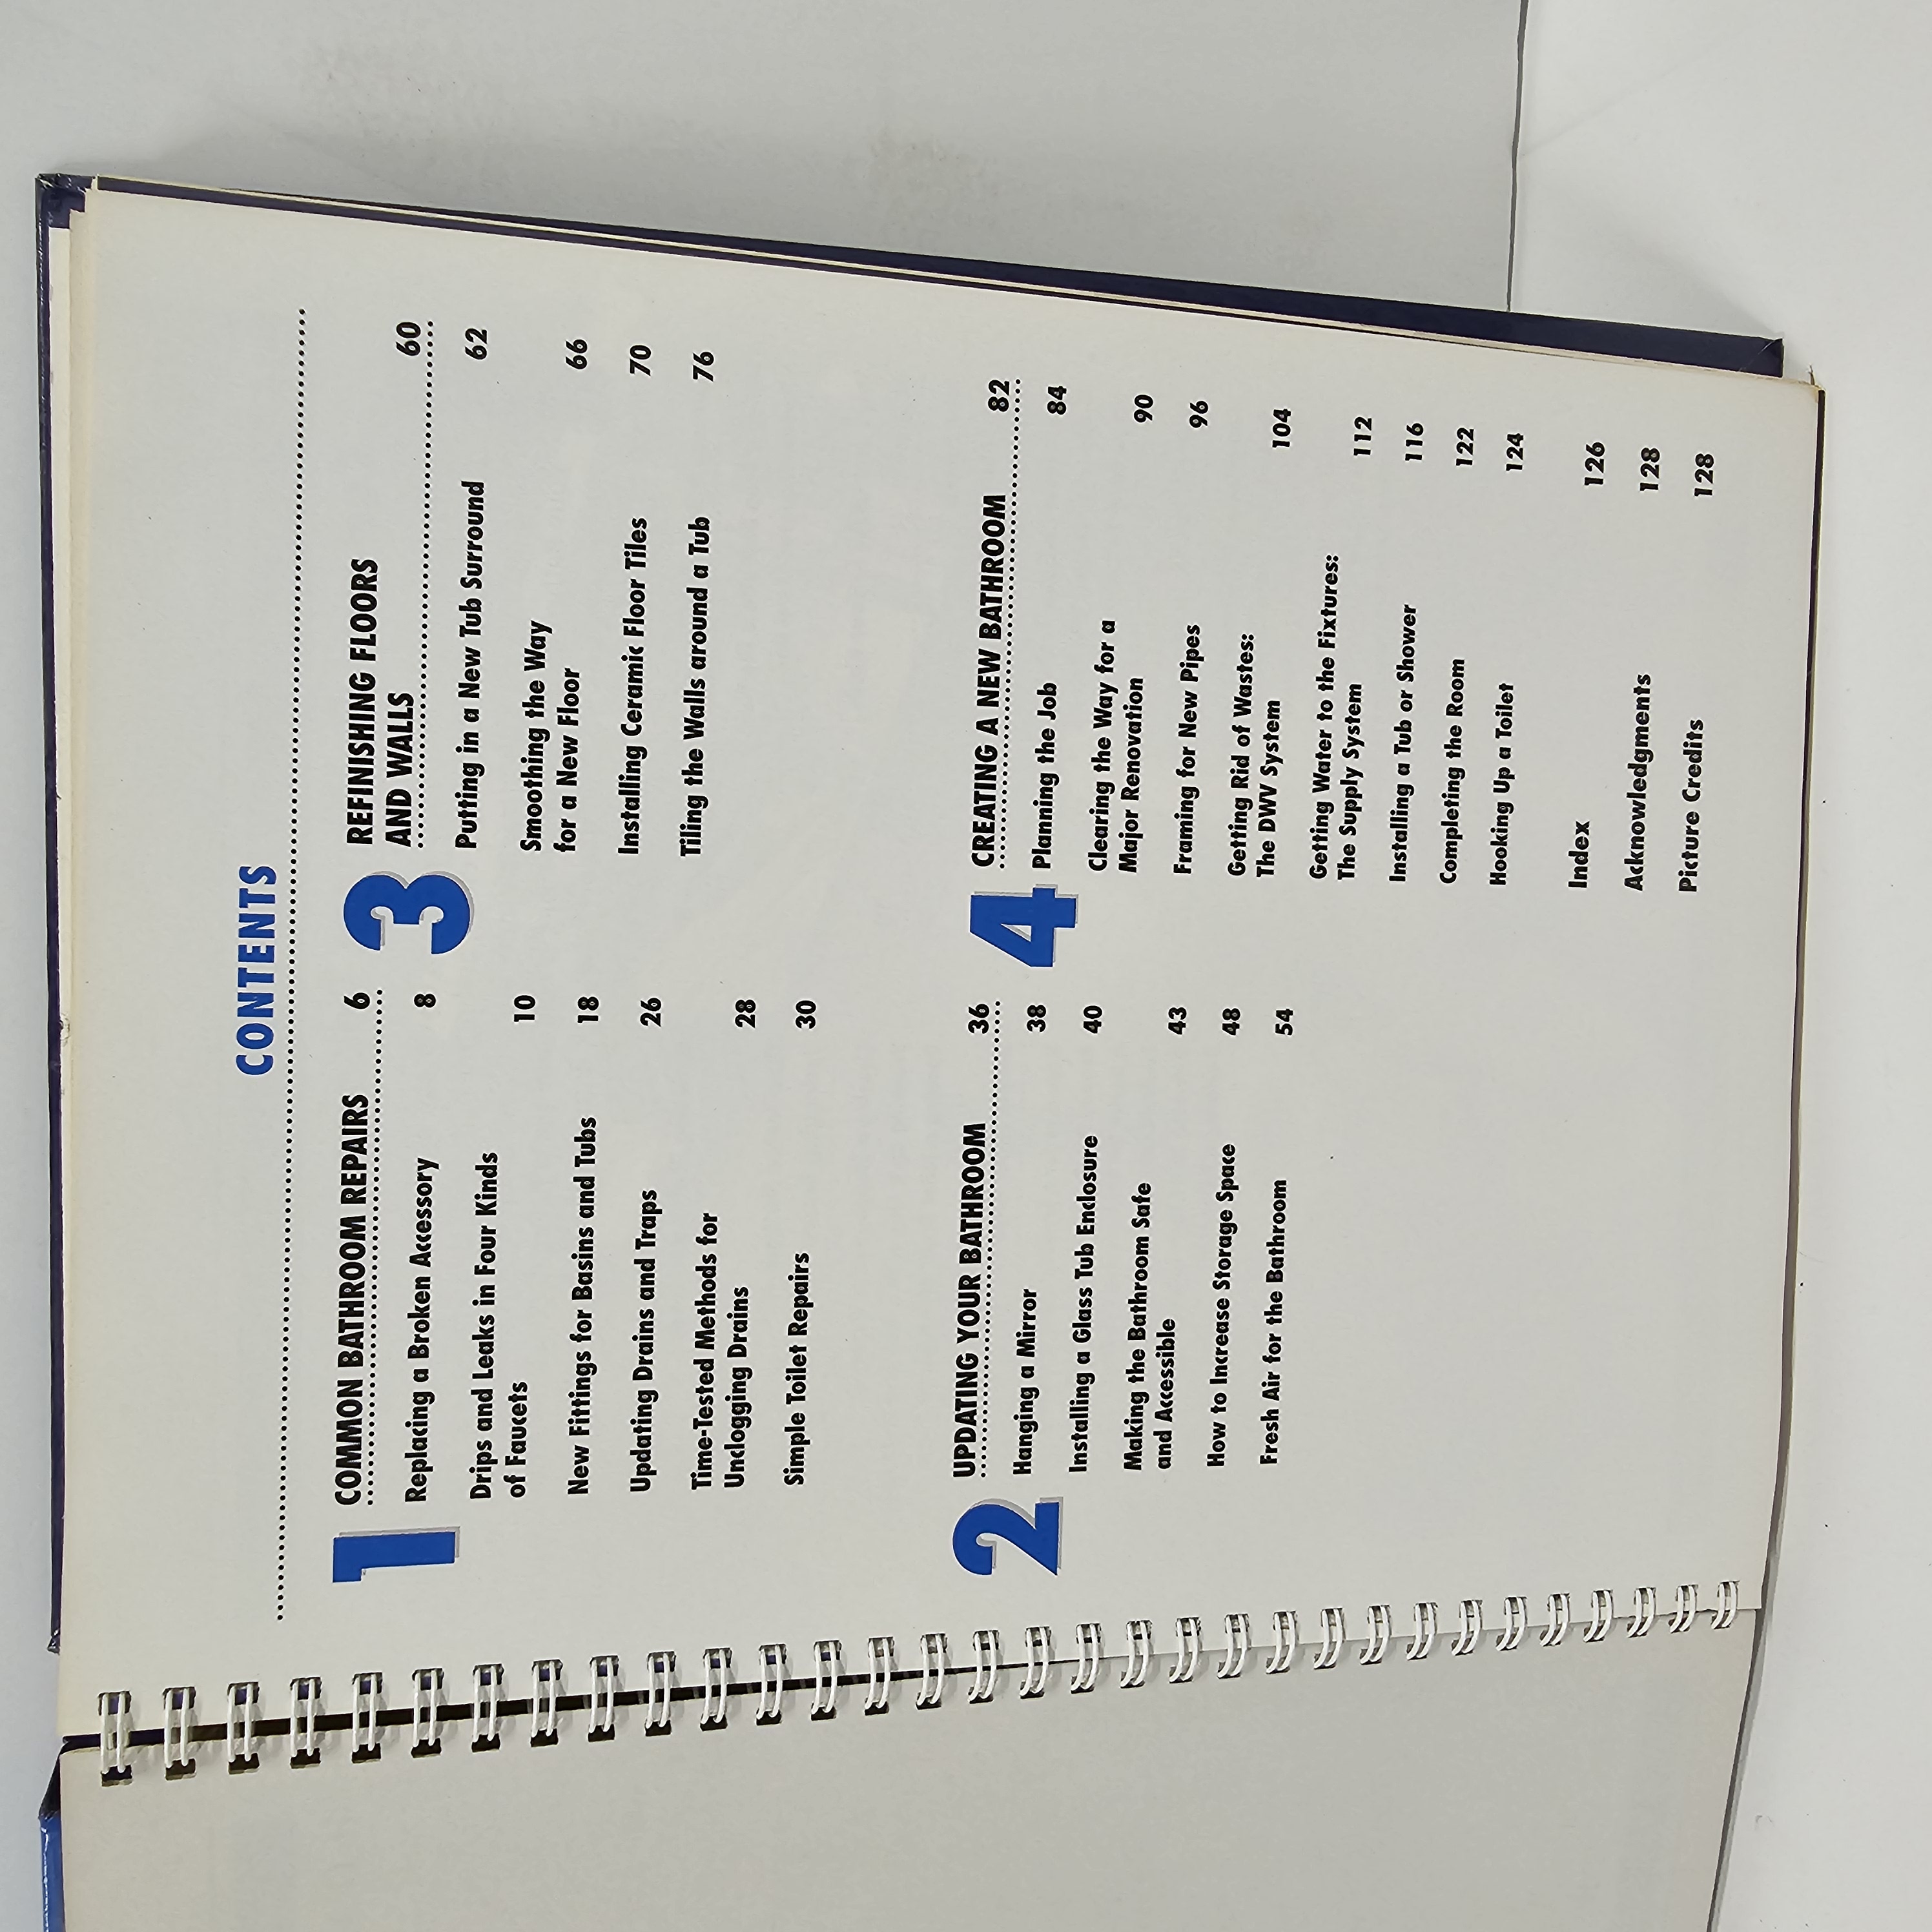 CONTENTS
1
COMMON BATHROOM REPAIRS 6
Replacing a Broken Accessory 8
Drips and Leaks in Four Kinds
of Faucets 10
New Fittings for Basins and Tubs 18
Updating Drains and Traps 26
Time-Tested Methods for
Unclogging Drains 28
Simple Toilet Repairs 30
2
UPDATING YOUR BATHROOM 36
Hanging a Mirror 38
Installing a Glass Tub Enclosure 40
Making the Bathroom Safe
and Accessible 43
How to Increase Storage Space 48
Fresh Air for the Bathroom 54
3
REFINISHING FLOORS
AND WALLS 60
Putting in a New Tub Surround 62
Smoothing the Way
for a New Floor 66
Installing Ceramic Floor Tiles 70
Tiling the Walls around a Tub 76
4
CREATING A NEW BATHROOM 82
Planning the Job 84
Clearing the Way for a
Major Renovation 90
Framing for New Pipes 96
Getting Rid of Wastes:
The DWV System 104
Getting Water to the Fixtures:
The Supply System 112
Installing a Tub or Shower 116
Completing the Room 122
Hooking Up a Toilet 124
Index 126
Acknowledgments 128
Picture Credits 128